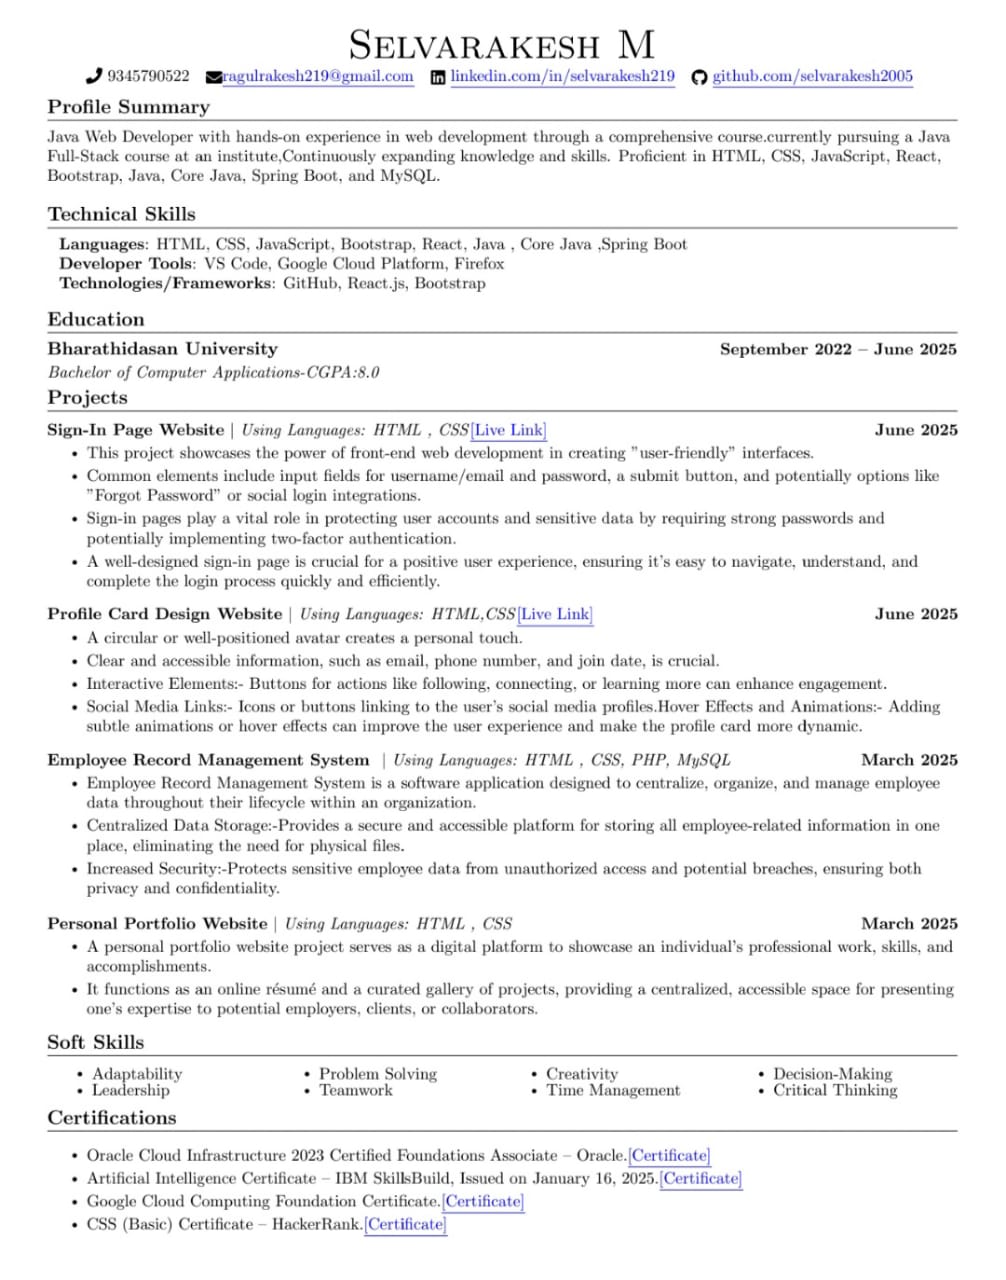 Selvarakesh M
9345790522 ragulrakesh219@gmail.com linkedin.com/in/selvarakesh219 github.com/selvarakesh2005
Profile Summary
Java Web Developer with hands-on experience in web development through a comprehensive course.currently pursuing a Java
Full-Stack course at an institute,Continuously expanding knowledge and skills. Proficient in HTML, CSS, JavaScript, React,
Bootstrap, Java, Core Java, Spring Boot, and MySQL.
Technical Skills
Languages: HTML, CSS, JavaScript, Bootstrap, React, Java , Core Java ,Spring Boot
Developer Tools: VS Code, Google Cloud Platform, Firefox
Technologies/Frameworks: GitHub, React.js, Bootstrap
Education
Bharathidasan University September 2022 – June 2025
Bachelor of Computer Applications-CGPA:8.0
Projects
Sign-In Page Website | Using Languages: HTML , CSS[Live Link] June 2025
• This project showcases the power of front-end web development in creating ”user-friendly” interfaces.
• Common elements include input fields for username/email and password, a submit button, and potentially options like
”Forgot Password” or social login integrations.
• Sign-in pages play a vital role in protecting user accounts and sensitive data by requiring strong passwords and
potentially implementing two-factor authentication.
• A well-designed sign-in page is crucial for a positive user experience, ensuring it’s easy to navigate, understand, and
complete the login process quickly and efficiently.
Profile Card Design Website | Using Languages: HTML,CSS[Live Link] June 2025
• A circular or well-positioned avatar creates a personal touch.
• Clear and accessible information, such as email, phone number, and join date, is crucial.
• Interactive Elements:- Buttons for actions like following, connecting, or learning more can enhance engagement.
• Social Media Links:- Icons or buttons linking to the user’s social media profiles.Hover Effects and Animations:- Adding
subtle animations or hover effects can improve the user experience and make the profile card more dynamic.
Employee Record Management System | Using Languages: HTML , CSS, PHP, MySQL March 2025
• Employee Record Management System is a software application designed to centralize, organize, and manage employee
data throughout their lifecycle within an organization.
• Centralized Data Storage:-Provides a secure and accessible platform for storing all employee-related information in one
place, eliminating the need for physical files.
• Increased Security:-Protects sensitive employee data from unauthorized access and potential breaches, ensuring both
privacy and confidentiality.
Personal Portfolio Website | Using Languages: HTML , CSS March 2025
• A personal portfolio website project serves as a digital platform to showcase an individual’s professional work, skills, and
accomplishments.
• It functions as an online résumé and a curated gallery of projects, providing a centralized, accessible space for presenting
one’s expertise to potential employers, clients, or collaborators.
Soft Skills
• Adaptability • Problem Solving • Creativity • Decision-Making
• Leadership • Teamwork • Time Management • Critical Thinking
Certifications
• Oracle Cloud Infrastructure 2023 Certified Foundations Associate – Oracle.[Certificate]
• Artificial Intelligence Certificate – IBM SkillsBuild, Issued on January 16, 2025.[Certificate]
• Google Cloud Computing Foundation Certificate.[Certificate]
• CSS (Basic) Certificate – HackerRank.[Certificate]